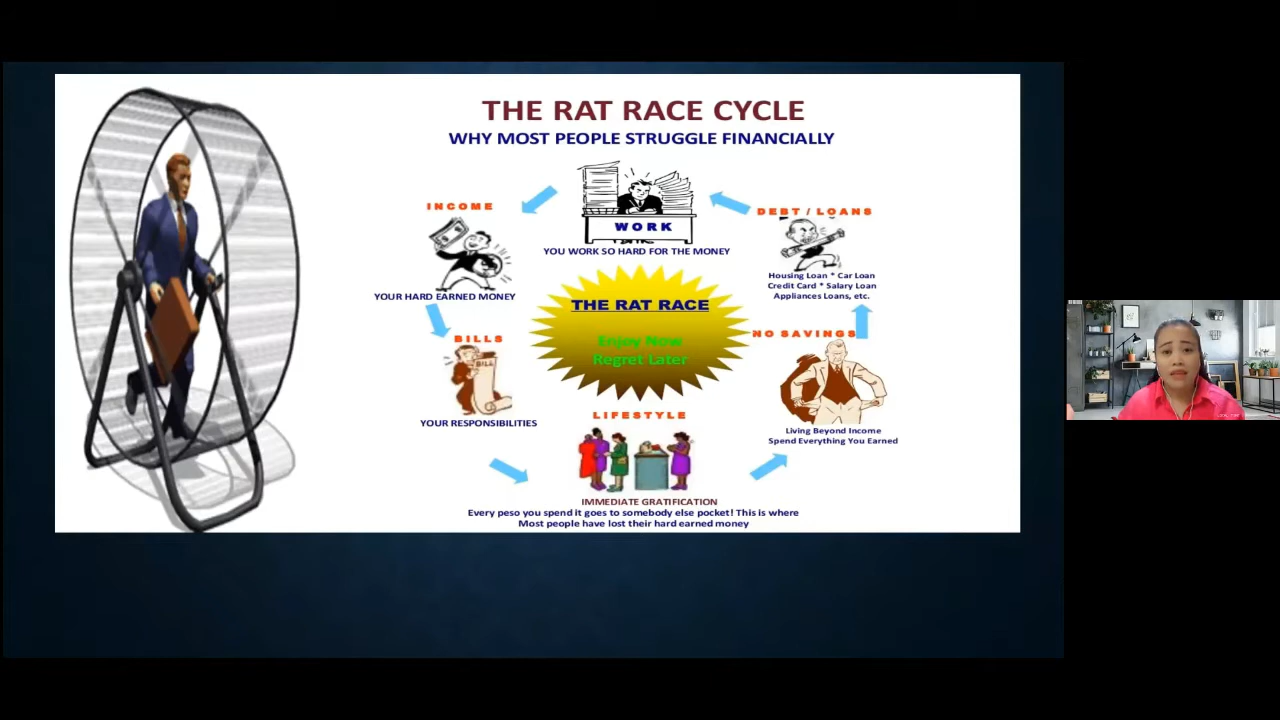 THE RAT RACE CYCLE
WHY MOST PEOPLE STRUGGLE FINANCIALLY
WORK
YOU WORK SO HARD FOR THE MONEY
INCOME
YOUR HARD EARNED MONEY
BILLS
BILL
YOUR RESPONSIBILITIES
LIFESTYLE
IMMEDIATE GRATIFICATION
Every peso you spend it goes to somebody else pocket! This is where
Most people have lost their hard earned money
NO SAVINGS
Living Beyond Income
Spend Everything You Earned
DEBT / LOANS
Housing Loan * Car Loan
Credit Card * Salary Loan
Appliances Loans, etc.
THE RAT RACE
Enjoy Now
Regret Later